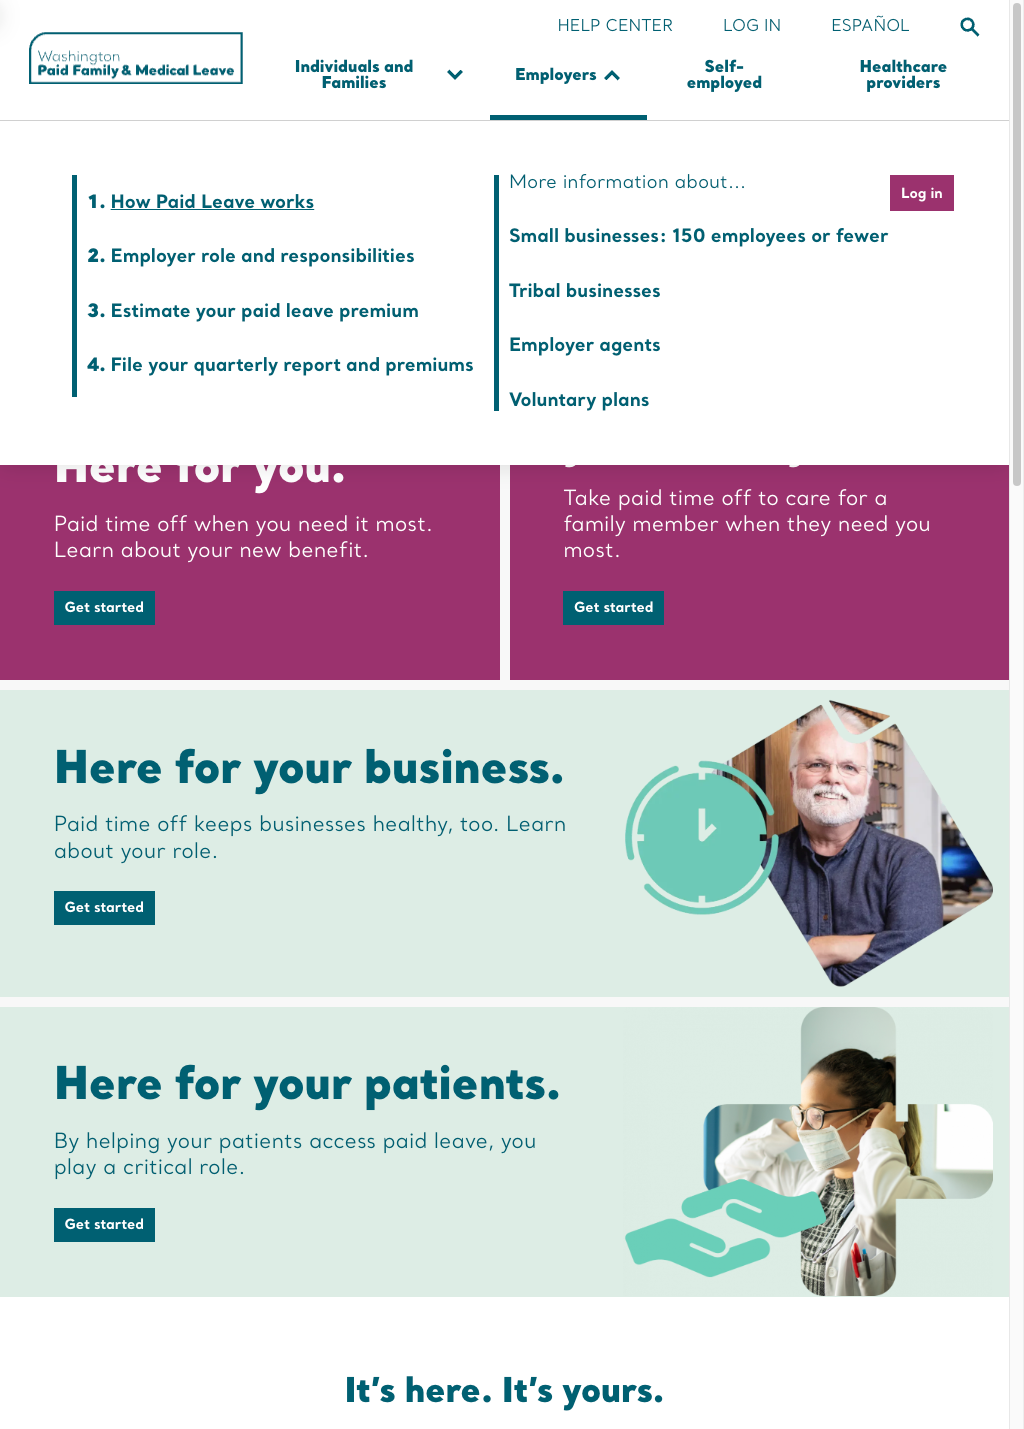 HELP CENTER LOG IN ESPAÑOL
Washington
Paid Family & Medical Leave
Individuals and
Families
Employers
Self-
employed
Healthcare
providers
1. How Paid Leave works
2. Employer role and responsibilities
3. Estimate your paid leave premium
4. File your quarterly report and premiums
More information about...
Log in
Small businesses: 150 employees or fewer
Tribal businesses
Employer agents
Voluntary plans
Here for you.
Paid time off when you need it most.
Learn about your new benefit.
Get started
Take paid time off to care for a
family member when they need you
most.
Get started
Here for your business.
Paid time off keeps businesses healthy, too. Learn
about your role.
Get started
Here for your patients.
By helping your patients access paid leave, you
play a critical role.
Get started
It's here. It's yours.